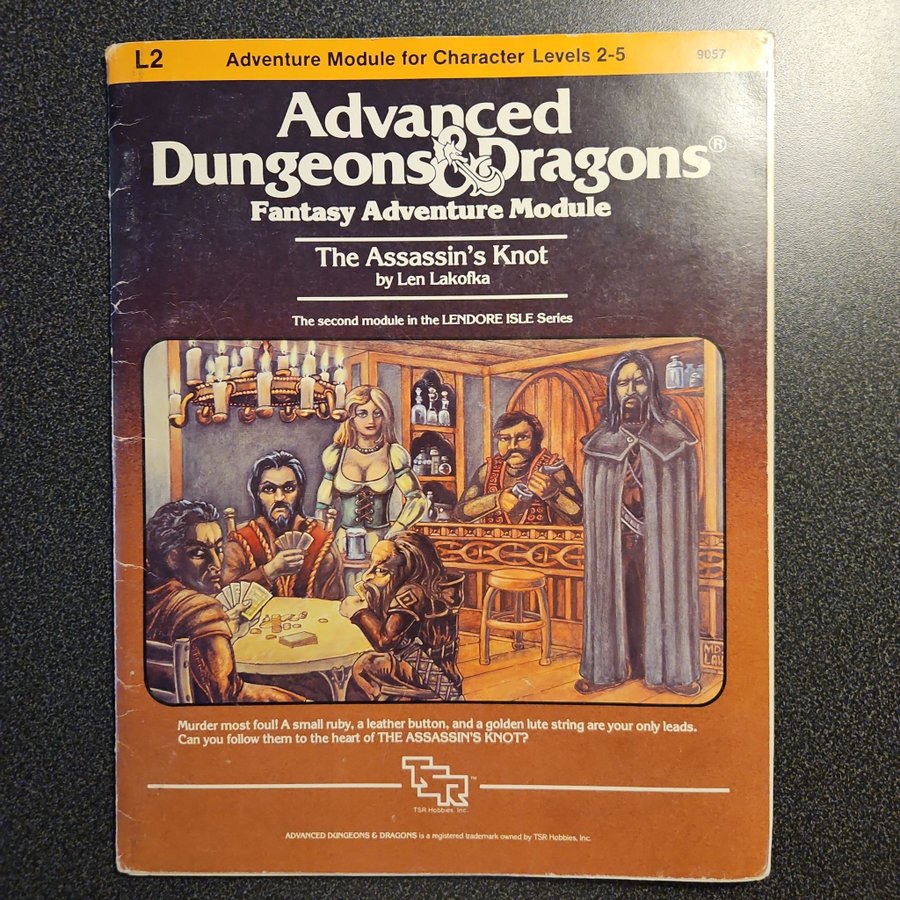 L2 Adventure Module for Character Levels 2-5 9057
Advanced
Dungeons & Dragons®
Fantasy Adventure Module
The Assassin's Knot
by Len Lakofka
The second module in the LENDORE ISLE Series
Murder most foul! A small ruby, a leather button, and a golden lute string are your only leads.
Can you follow them to the heart of THE ASSASSIN'S KNOT?
TSR™
TSR Hobbies, Inc.
ADVANCED DUNGEONS & DRAGONS is a registered trademark owned by TSR Hobbies, Inc.